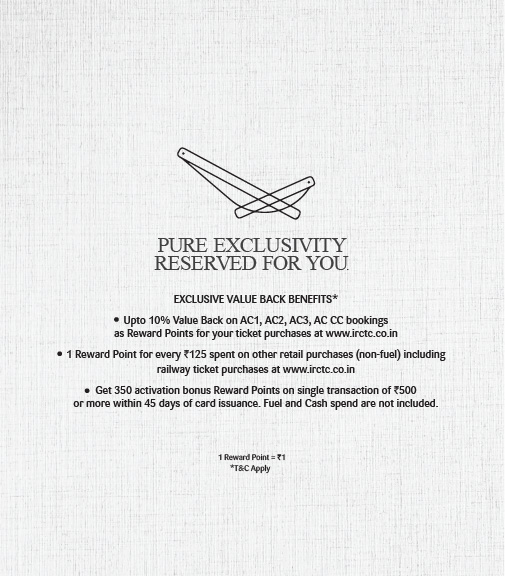 PURE EXCLUSIVITY
RESERVED FOR YOU.
EXCLUSIVE VALUE BACK BENEFITS*
• Upto 10% Value Back on AC1, AC2, AC3, AC CC bookings
as Reward Points for your ticket purchases at www.irctc.co.in
• 1 Reward Point for every ₹125 spent on other retail purchases (non-fuel) including
railway ticket purchases at www.irctc.co.in
• Get 350 activation bonus Reward Points on single transaction of ₹500
or more within 45 days of card issuance. Fuel and Cash spend are not included.
1 Reward Point = ₹1
*T&C Apply